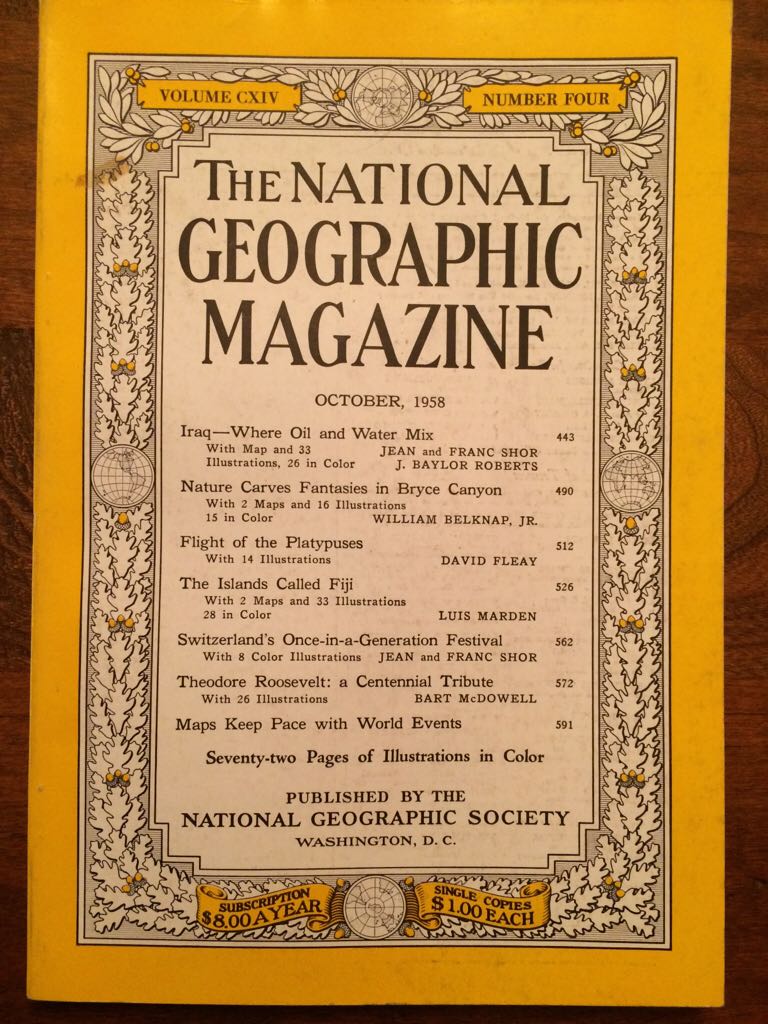 VOLUME CXIV
NUMBER FOUR
THE NATIONAL
GEOGRAPHIC
MAGAZINE
OCTOBER, 1958
Iraq—Where Oil and Water Mix 443
With Map and 33 JEAN and FRANC SHOR
Illustrations, 26 in Color J. BAYLOR ROBERTS
Nature Carves Fantasies in Bryce Canyon 490
With 2 Maps and 16 Illustrations
15 in Color WILLIAM BELKNAP, JR.
Flight of the Platypuses 512
With 14 Illustrations DAVID FLEAY
The Islands Called Fiji 526
With 2 Maps and 33 Illustrations
28 in Color LUIS MARDEN
Switzerland's Once-in-a-Generation Festival 562
With 8 Color Illustrations JEAN and FRANC SHOR
Theodore Roosevelt: a Centennial Tribute 572
With 26 Illustrations BART McDOWELL
Maps Keep Pace with World Events 591
Seventy-two Pages of Illustrations in Color
PUBLISHED BY THE
NATIONAL GEOGRAPHIC SOCIETY
WASHINGTON, D. C.
SUBSCRIPTION
$8.00 A YEAR
SINGLE COPIES
$1.00 EACH